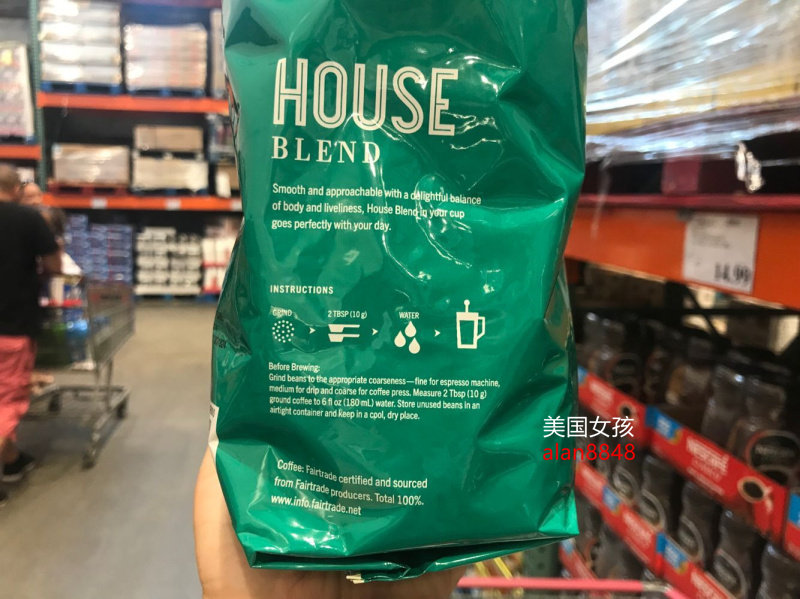 HOUSE
BLEND
Smooth and approachable with a delightful balance
of body and liveliness, House Blend in your cup
goes perfectly with your day.
INSTRUCTIONS
GRIND
2 TBSP (10 g)
WATER
Before Brewing:
Grind beans to the appropriate coarseness—fine for espresso machine,
medium for drip and coarse for coffee press. Measure 2 Tbsp (10 g)
ground coffee to 6 fl oz (180 mL) water. Store unused beans in an
airtight container and keep in a cool, dry place.
Coffee: Fairtrade certified and sourced
from Fairtrade producers. Total 100%.
www.info.fairtrade.net
14.99
NESCAFÉ
美国女孩
alan8848